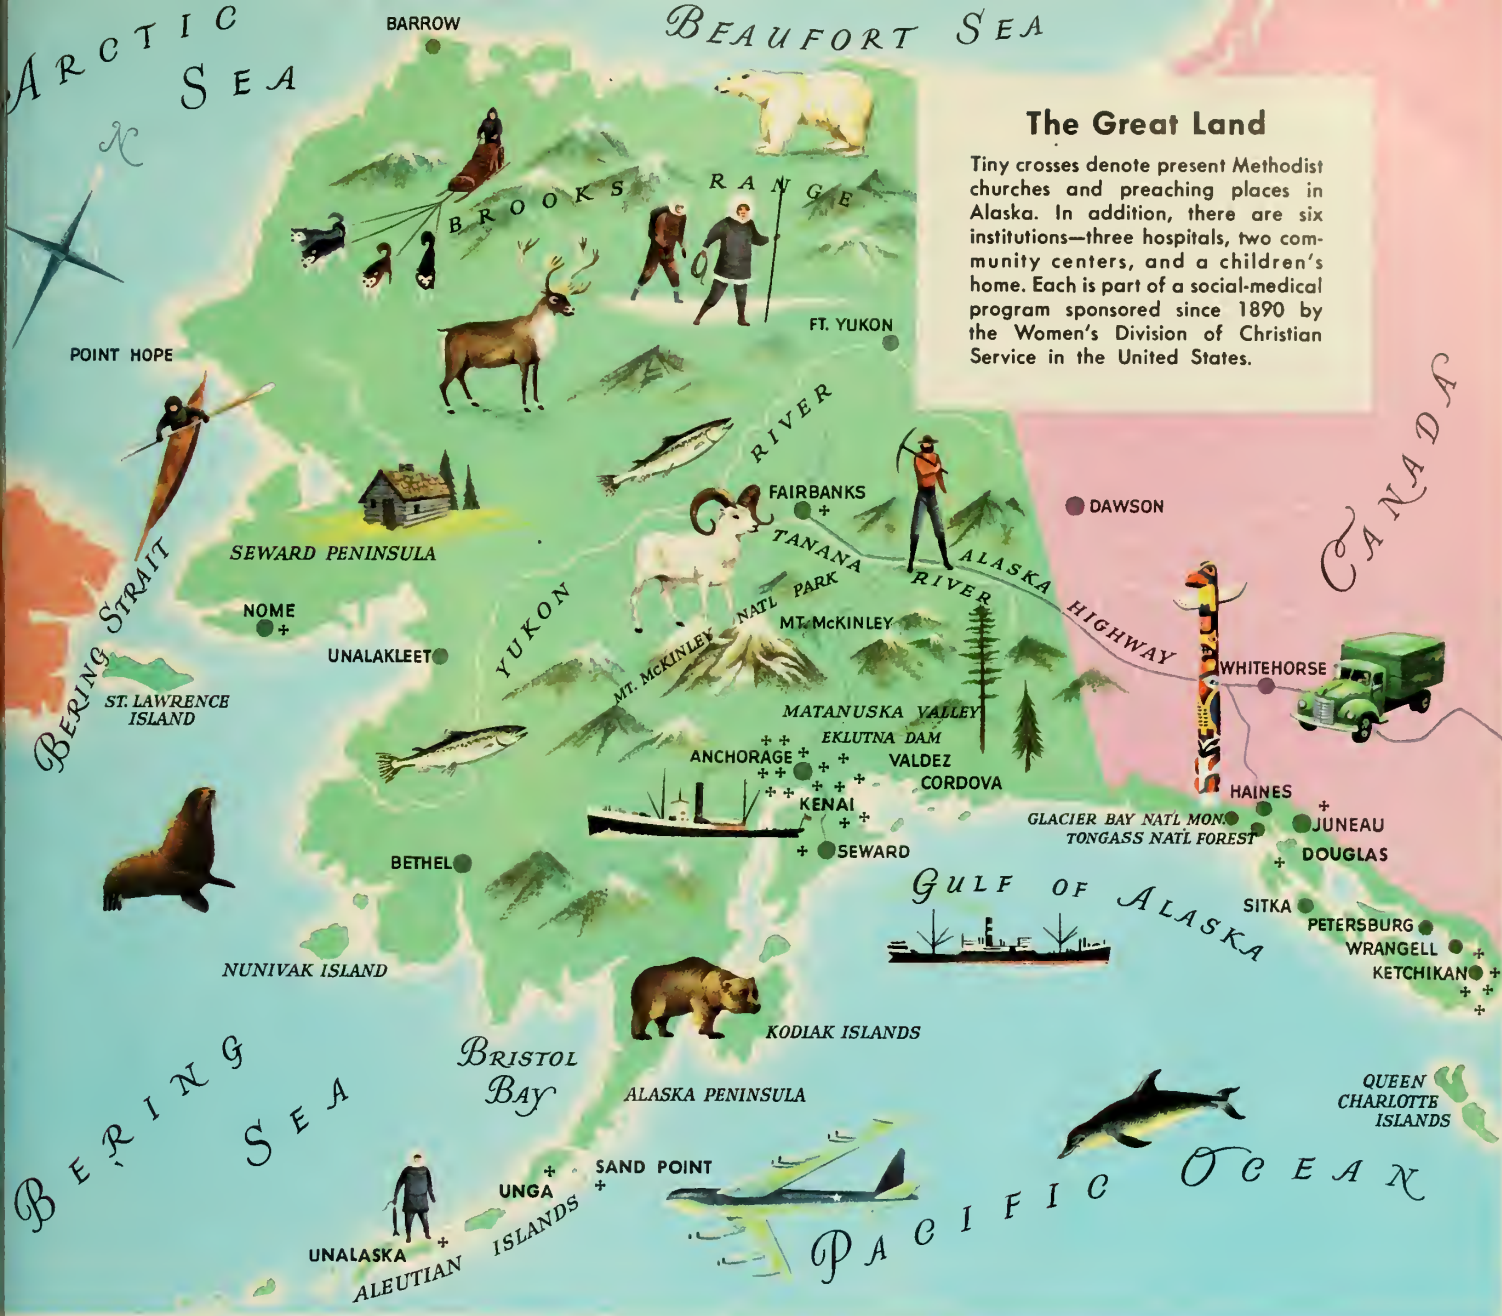 ARCTIC
SEA
BARROW
BEAUFORT SEA
N
The Great Land
Tiny crosses denote present Methodist
churches and preaching places in
Alaska. In addition, there are six
institutions—three hospitals, two com-
munity centers, and a children's
home. Each is part of a social-medical
program sponsored since 1890 by
the Women's Division of Christian
Service in the United States.
BROOKS RANGE
FT. YUKON
POINT HOPE
CANADA
YUKON RIVER
FAIRBANKS
DAWSON
TANANA RIVER
ALASKA HIGHWAY
SEWARD PENINSULA
BERING STRAIT
NOME
UNALAKLEET
MT. McKINLEY NATL PARK
MT. McKINLEY
WHITEHORSE
ST. LAWRENCE
ISLAND
MATANUSKA VALLEY
EKLUTNA DAM
ANCHORAGE
VALDEZ
CORDOVA
KENAI
HAINES
GLACIER BAY NAT'L MON.
TONGASS NAT'L FOREST
JUNEAU
DOUGLAS
BETHEL
SEWARD
GULF OF ALASKA
SITKA
PETERSBURG
WRANGELL
KETCHIKAN
NUNIVAK ISLAND
KODIAK ISLANDS
BRISTOL
BAY
ALASKA PENINSULA
QUEEN
CHARLOTTE
ISLANDS
BERING
SEA
SAND POINT
UNGA
UNALASKA
ALEUTIAN ISLANDS
PACIFIC OCEAN